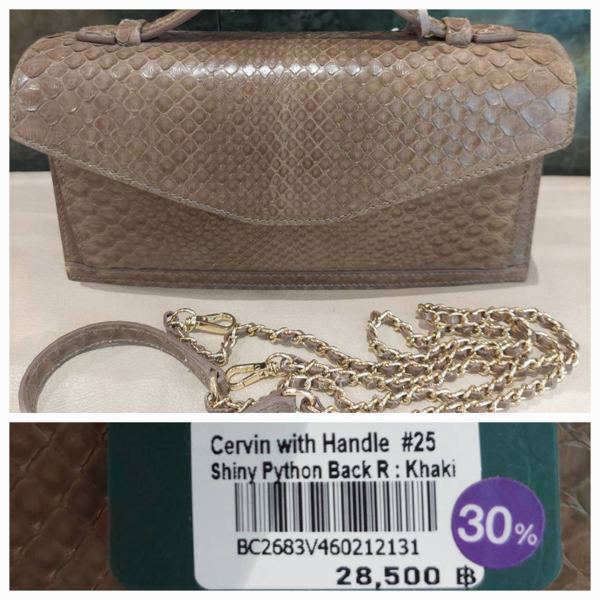 Cervin with Handle #25
Shiny Python Back R : Khaki
30%
BC2683V460212131
28,500 ฿